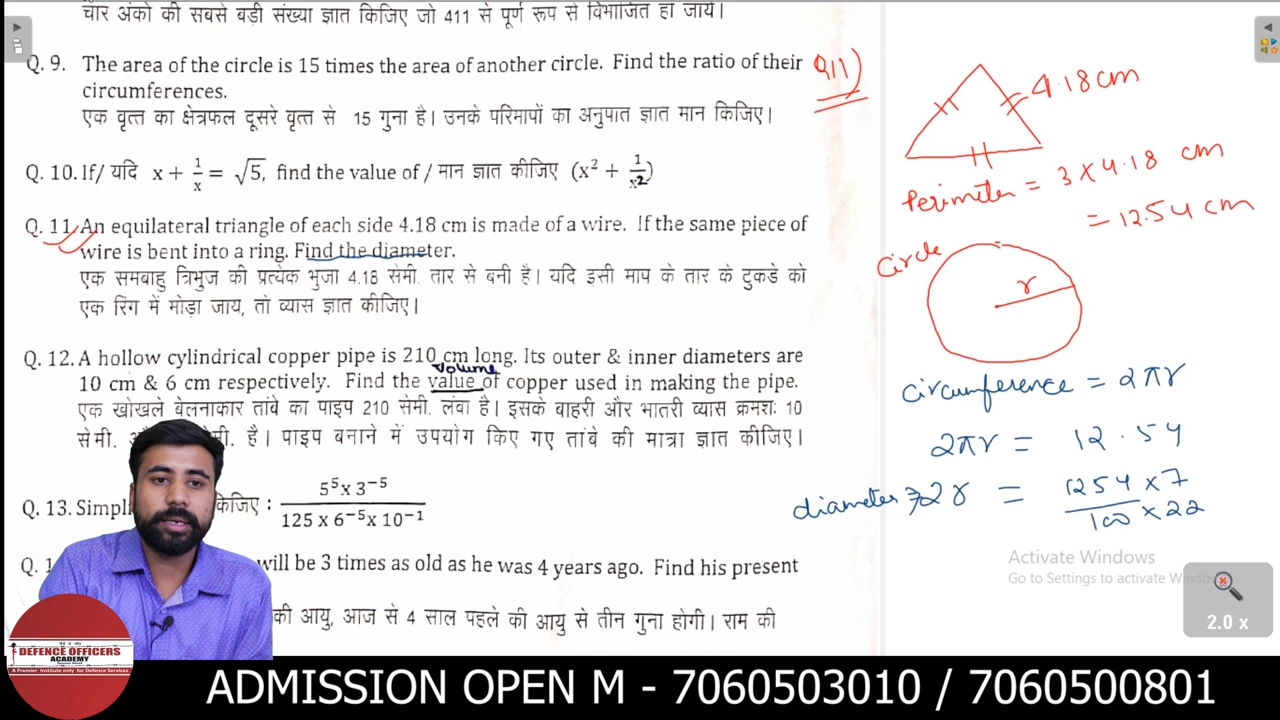 चार अंको की सबसे बड़ी संख्या ज्ञात किजिए जो 411 से पूर्ण रूप से विभाजित हो जाये।
Q. 9. The area of the circle is 15 times the area of another circle. Find the ratio of their
circumferences.
एक वृत्त का क्षेत्रफल दूसरे वृत्त से 15 गुना है। उनके परिमापों का अनुपात ज्ञात मान किजिए।
Q. 10. If/ यदि x + 1/x = √5, find the value of / मान ज्ञात कीजिए (x² + 1/x²)
Q. 11. An equilateral triangle of each side 4.18 cm is made of a wire. If the same piece of
wire is bent into a ring. Find the diameter.
एक समबाहु त्रिभुज की प्रत्येक भुजा 4.18 सेमी. तार से बनी है। यदि इसी माप के तार के टुकडे को
एक रिंग में मोड़ा जाय, तो व्यास ज्ञात कीजिए।
Q. 12. A hollow cylindrical copper pipe is 210 cm long. Its outer & inner diameters are
volume
10 cm & 6 cm respectively. Find the value of copper used in making the pipe.
एक खोखले बेलनाकार तांबे का पाइप 210 सेमी. लंबा है। इसके बाहरी और भातरी व्यास क्रमशः 10
सेमी. है। पाइप बनाने में उपयोग किए गए तांबे की मात्रा ज्ञात कीजिए।
Q. 13. Simpli किजिए : 5⁵x 3⁻⁵ / 125 x 6⁻⁵x 10⁻¹
will be 3 times as old as he was 4 years ago. Find his present
की आयु, आज से 4 साल पहले की आयु से तीन गुना होगी। राम की
Q11)
4.18 cm
Perimeter = 3 x 4.18 cm
= 12.54 cm
circle
r
circumference = 2πr
2πr = 12.54
diameter ⇒ 2r = 1254 x 7 / 100 x 22
Activate Windows
Go to Settings to activate Windo
2.0 x
DEFENCE OFFICERS
ACADEMY
A Premier Institute only for Defence Services
ADMISSION OPEN M - 7060503010 / 7060500801